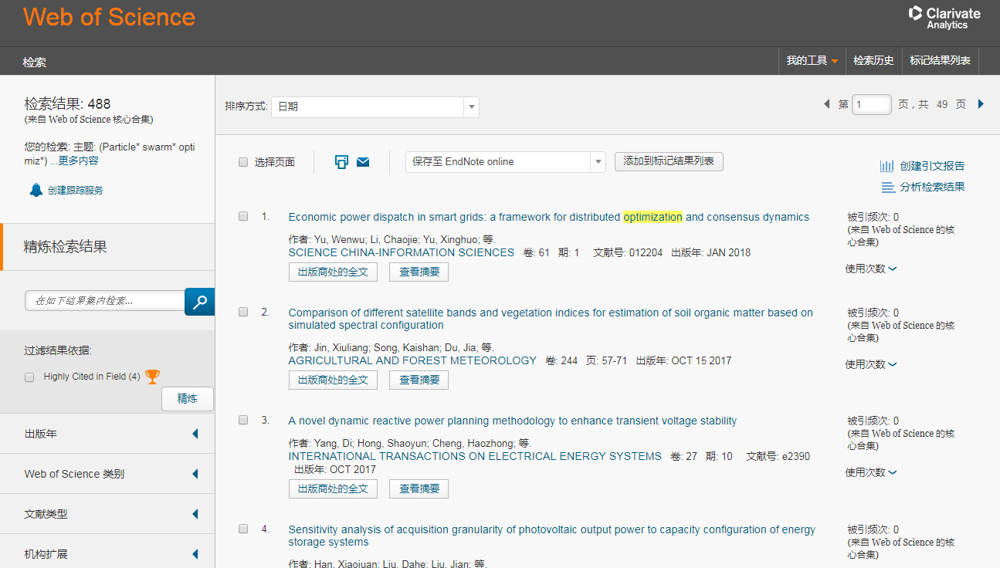 Web of Science
Clarivate
Analytics
检索
我的工具
检索历史
标记结果列表
检索结果: 488
(来自 Web of Science 核心合集)
您的检索: 主题: (Particle* swarm* opti
miz*) ...更多内容
创建跟踪服务
精炼检索结果
在如下结果集内检索...
过滤结果依据:
Highly Cited in Field (4)
精炼
出版年
Web of Science 类别
文献类型
机构扩展
排序方式: 日期
第 1 页，共 49 页
选择页面
保存至 EndNote online
添加到标记结果列表
创建引文报告
分析检索结果
1. Economic power dispatch in smart grids: a framework for distributed optimization and consensus dynamics
作者: Yu, Wenwu; Li, Chaojie; Yu, Xinghuo; 等.
SCIENCE CHINA-INFORMATION SCIENCES 卷: 61 期: 1 文献号: 012204 出版年: JAN 2018
出版商处的全文 查看摘要
被引频次: 0
(来自 Web of Science 的核
心合集)
使用次数
2. Comparison of different satellite bands and vegetation indices for estimation of soil organic matter based on
simulated spectral configuration
作者: Jin, Xiuliang; Song, Kaishan; Du, Jia; 等.
AGRICULTURAL AND FOREST METEOROLOGY 卷: 244 页: 57-71 出版年: OCT 15 2017
出版商处的全文 查看摘要
被引频次: 0
(来自 Web of Science 的核
心合集)
使用次数
3. A novel dynamic reactive power planning methodology to enhance transient voltage stability
作者: Yang, Di; Hong, Shaoyun; Cheng, Haozhong; 等.
INTERNATIONAL TRANSACTIONS ON ELECTRICAL ENERGY SYSTEMS 卷: 27 期: 10 文献号: e2390
出版年: OCT 2017
出版商处的全文 查看摘要
被引频次: 0
(来自 Web of Science 的核
心合集)
使用次数
4. Sensitivity analysis of acquisition granularity of photovoltaic output power to capacity configuration of energy
storage systems
作者: Han, Xiaojuan; Liu, Dahe; Liu, Jian; 等.
被引频次: 0
(来自 Web of Science 的核
心合集)